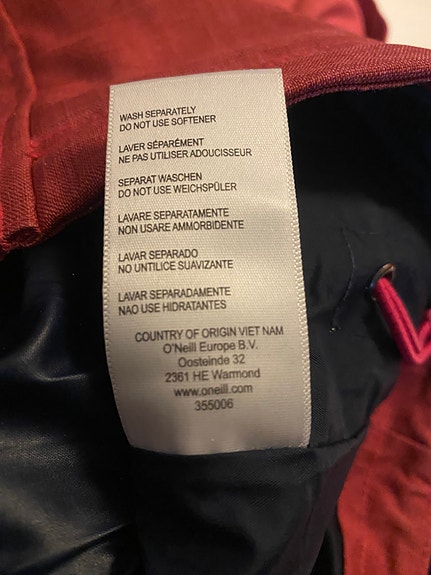 WASH SEPARATELY
DO NOT USE SOFTENER
LAVER SÉPARÉMENT
NE PAS UTILISER ADOUCISSEUR
SEPARAT WASCHEN
DO NOT USE WEICHSPÜLER
LAVARE SEPARATAMENTE
NON USARE AMMORBIDENTE
LAVAR SEPARADO
NO UNTILICE SUAVIZANTE
LAVAR SEPARADAMENTE
NAO USE HIDRATANTES
COUNTRY OF ORIGIN VIET NAM
O'Neill Europe B.V.
Oosteinde 32
2361 HE Warmond
www.oneill.com
355006